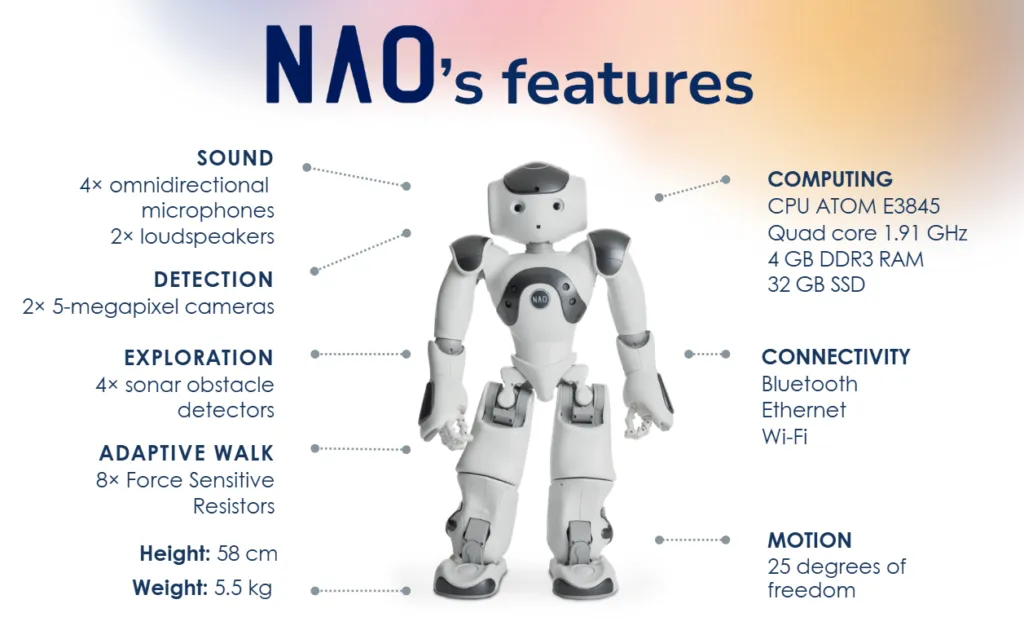 NAO's features
SOUND
4× omnidirectional
microphones
2× loudspeakers
DETECTION
2× 5-megapixel cameras
EXPLORATION
4× sonar obstacle
detectors
ADAPTIVE WALK
8× Force Sensitive
Resistors
Height: 58 cm
Weight: 5.5 kg
NAO
COMPUTING
CPU ATOM E3845
Quad core 1.91 GHz
4 GB DDR3 RAM
32 GB SSD
CONNECTIVITY
Bluetooth
Ethernet
Wi-Fi
MOTION
25 degrees of
freedom